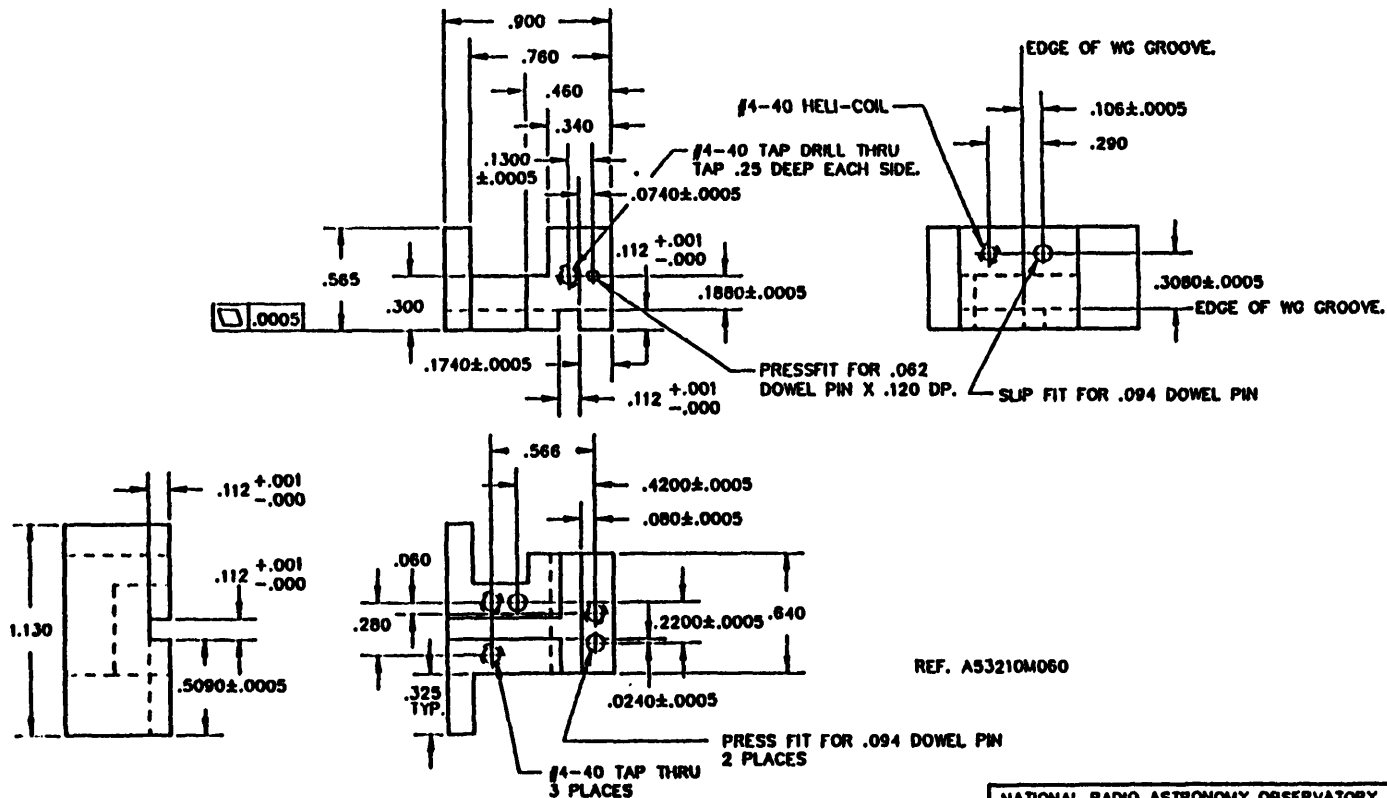 .900
.760
EDGE OF WG GROOVE.
.460
#4-40 HELI-COIL
.106±.0005
.340
.290
#4-40 TAP DRILL THRU
TAP .25 DEEP EACH SIDE.
.1300
±.0005
.0740±.0005
.112 +.001
-.000
.565
.300
.1880±.0005
.3080±.0005
.0005
EDGE OF WG GROOVE.
.1740±.0005
PRESSFIT FOR .062
DOWEL PIN X .120 DP.
.112 +.001
-.000
SLIP FIT FOR .094 DOWEL PIN
.566
.112 +.001
-.000
.4200±.0005
.080±.0005
.060
.112 +.001
-.000
1.130
.280
.2200±.0005
.640
REF. A53210M060
.5090±.0005
.325
TYP.
.0240±.0005
PRESS FIT FOR .094 DOWEL PIN
2 PLACES
#4-40 TAP THRU
3 PLACES
NATIONAL RADIO ASTRONOMY OBSERVATORY